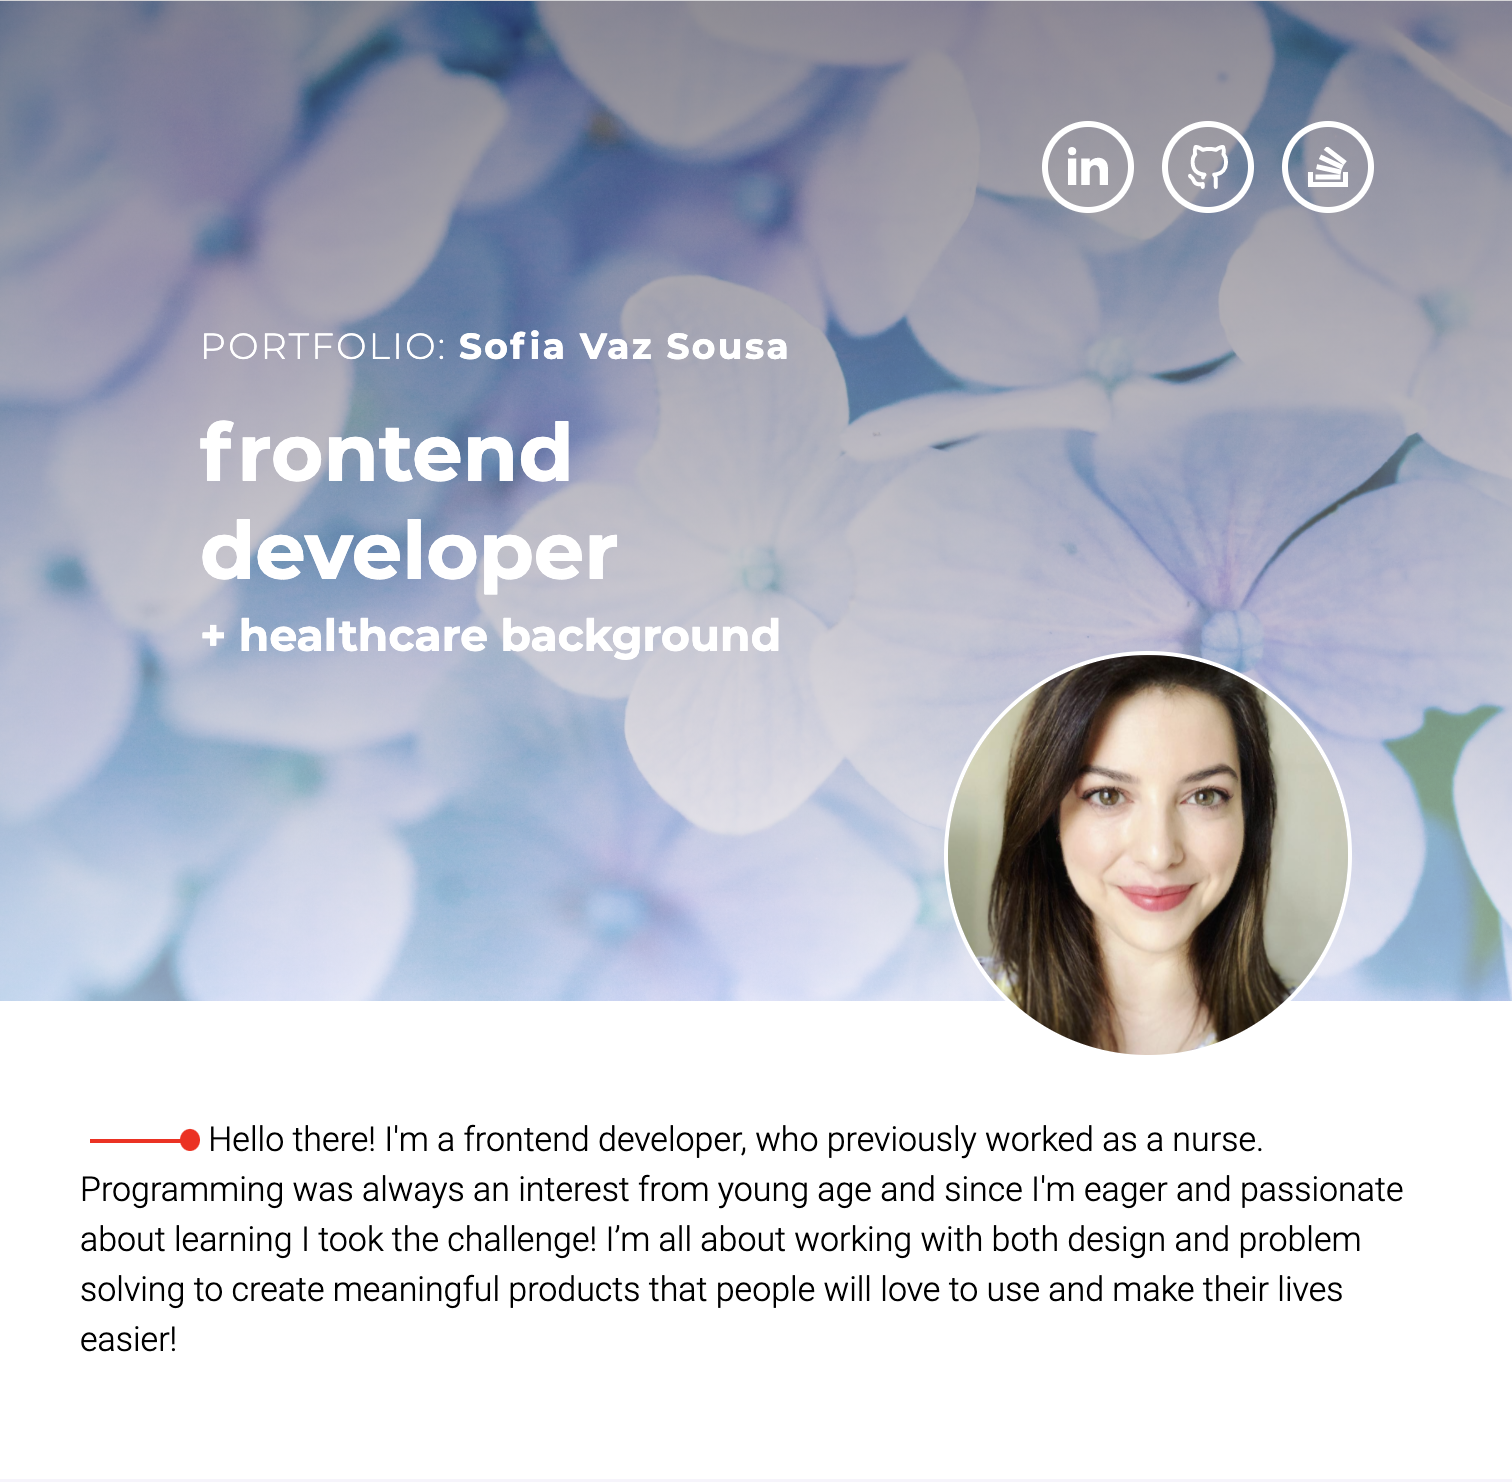 in
PORTFOLIO: Sofia Vaz Sousa
frontend
developer
+ healthcare background
Hello there! I'm a frontend developer, who previously worked as a nurse.
Programming was always an interest from young age and since I'm eager and passionate
about learning I took the challenge! I’m all about working with both design and problem
solving to create meaningful products that people will love to use and make their lives
easier!